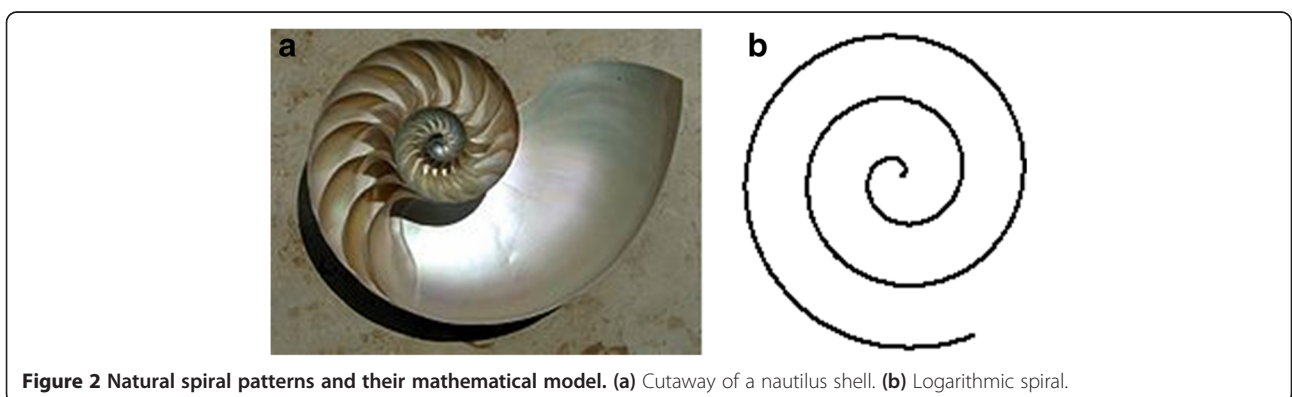 a
b
Figure 2 Natural spiral patterns and their mathematical model. (a) Cutaway of a nautilus shell. (b) Logarithmic spiral.